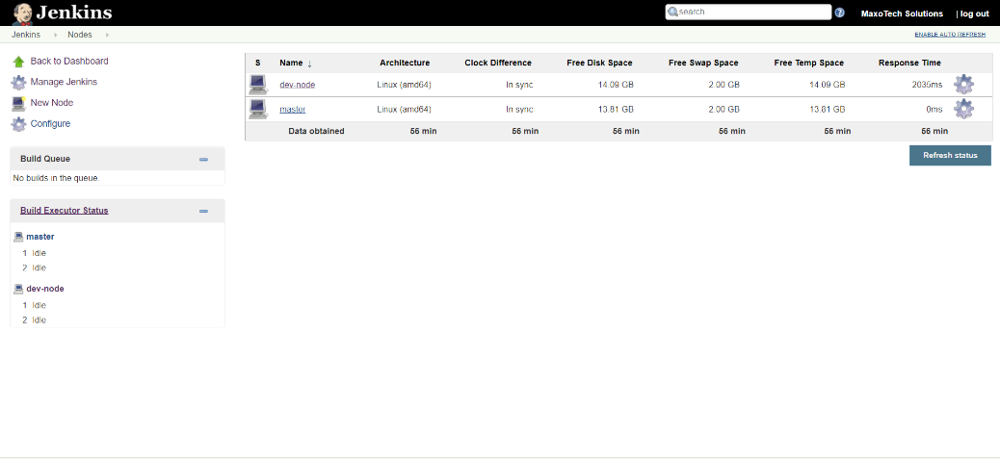 Jenkins
search
MaxoTech Solutions | log out
Jenkins Nodes
ENABLE AUTO REFRESH
Back to Dashboard
Manage Jenkins
New Node
Configure
Build Queue
No builds in the queue.
Build Executor Status
master
1 Idle
2 Idle
dev-node
1 Idle
2 Idle
S Name ↓ Architecture Clock Difference Free Disk Space Free Swap Space Free Temp Space Response Time
dev-node Linux (amd64) In sync 14.09 GB 2.00 GB 14.09 GB 2035ms
master Linux (amd64) In sync 13.81 GB 2.00 GB 13.81 GB 0ms
Data obtained 56 min 56 min 56 min 56 min 56 min 56 min
Refresh status